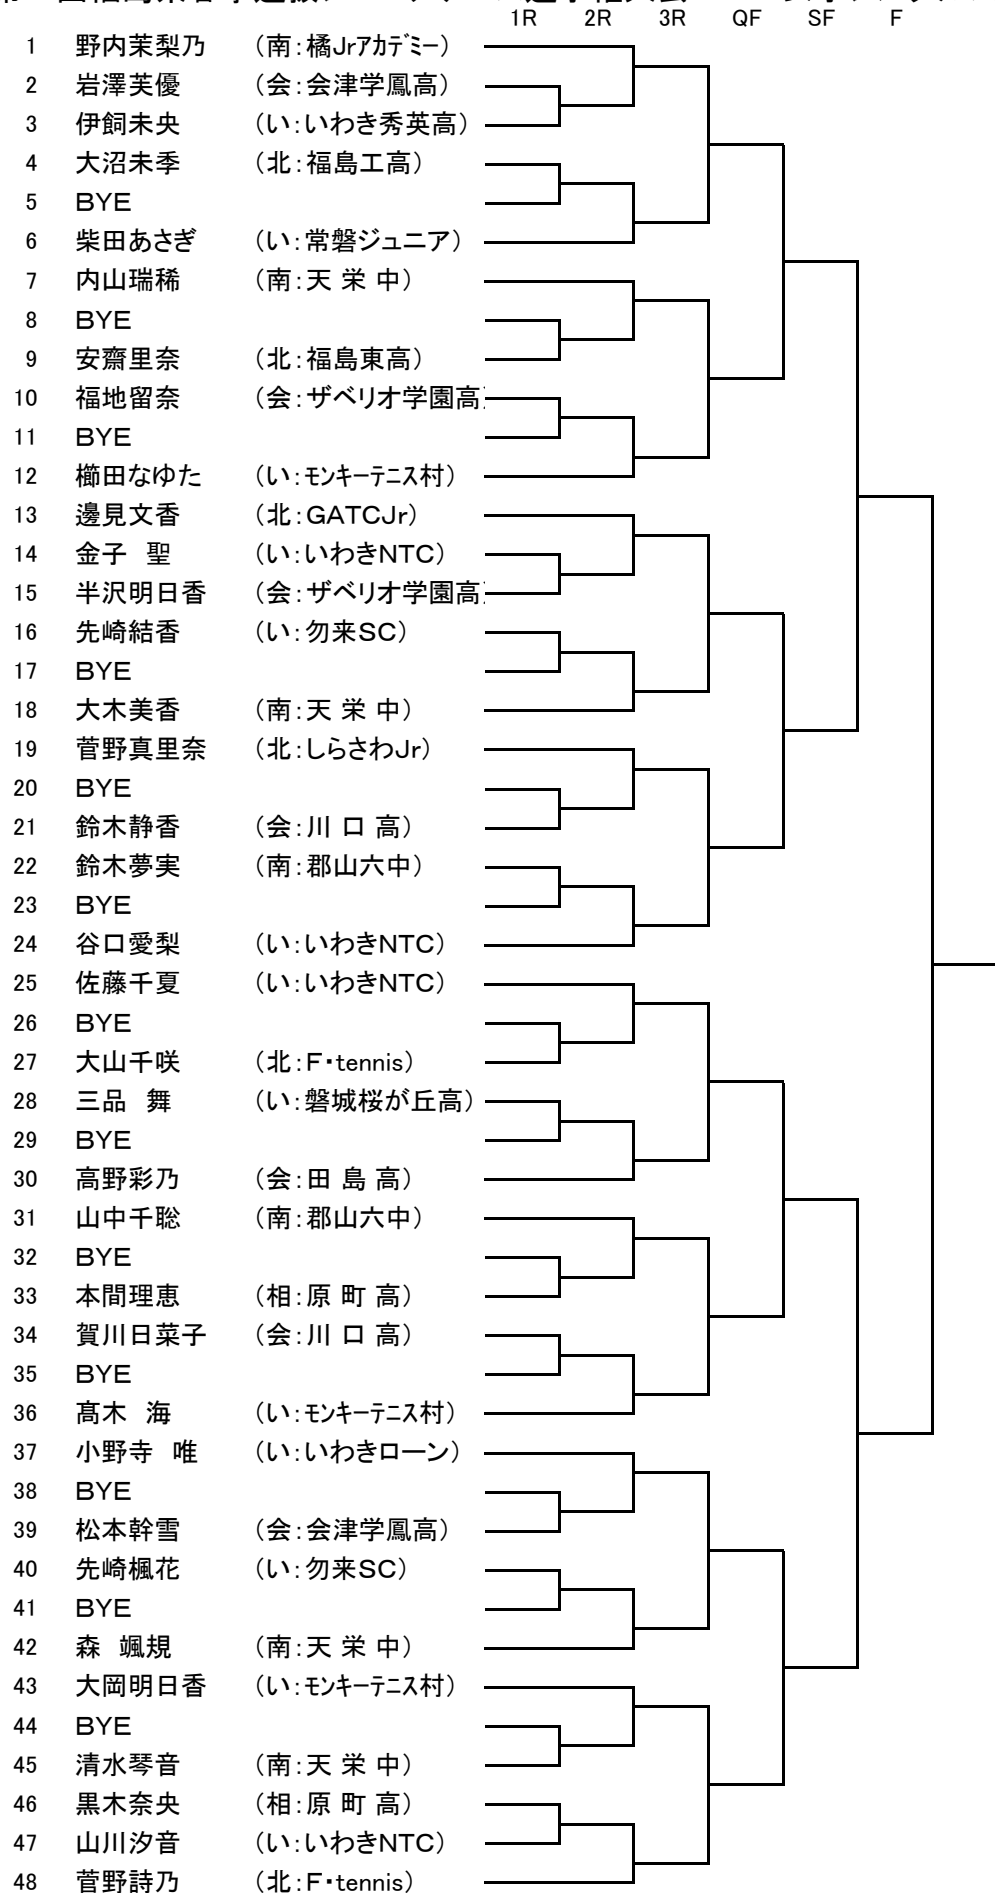 1R 2R 3R QF SF F
1 野内茉梨乃 （南：橘Jrｱｶﾃﾞﾐｰ）
2 岩澤芙優 （会：会津学鳳高）
3 伊飼未央 （い：いわき秀英高）
4 大沼未季 （北：福島工高）
5 BYE
6 柴田あさぎ （い：常磐ジュニア）
7 内山瑞稀 （南：天 栄 中）
8 BYE
9 安齋里奈 （北：福島東高）
10 福地留奈 （会：ザベリオ学園高）
11 BYE
12 櫛田なゆた （い：ﾓﾝｷｰﾃﾆｽ村）
13 邊見文香 （北：GATCJr）
14 金子　聖 （い：いわきNTC）
15 半沢明日香 （会：ザベリオ学園高）
16 先崎結香 （い：勿来SC）
17 BYE
18 大木美香 （南：天 栄 中）
19 菅野真里奈 （北：しらさわJr）
20 BYE
21 鈴木静香 （会：川 口 高）
22 鈴木夢実 （南：郡山六中）
23 BYE
24 谷口愛梨 （い：いわきNTC）
25 佐藤千夏 （い：いわきNTC）
26 BYE
27 大山千咲 （北：F・tennis）
28 三品　舞 （い：磐城桜が丘高）
29 BYE
30 高野彩乃 （会：田 島 高）
31 山中千聡 （南：郡山六中）
32 BYE
33 本間理恵 （相：原 町 高）
34 賀川日菜子 （会：川 口 高）
35 BYE
36 髙木　海 （い：ﾓﾝｷｰﾃﾆｽ村）
37 小野寺　唯 （い：いわきローン）
38 BYE
39 松本幹雪 （会：会津学鳳高）
40 先崎楓花 （い：勿来SC）
41 BYE
42 森　颯規 （南：天 栄 中）
43 大岡明日香 （い：ﾓﾝｷｰﾃﾆｽ村）
44 BYE
45 清水琴音 （南：天 栄 中）
46 黒木奈央 （相：原 町 高）
47 山川汐音 （い：いわきNTC）
48 菅野詩乃 （北：F・tennis）